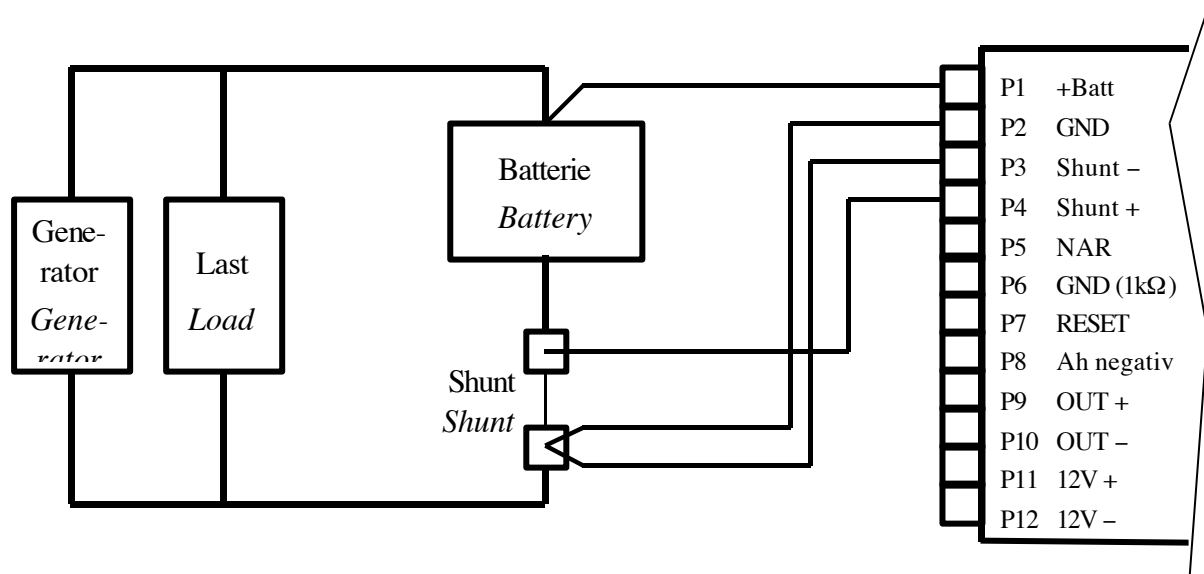 Gene-
rator
Gene-
rator
Last
Load
Batterie
Battery
Shunt
Shunt
P1 +Batt
P2 GND
P3 Shunt −
P4 Shunt +
P5 NAR
P6 GND (1kΩ)
P7 RESET
P8 Ah negativ
P9 OUT +
P10 OUT −
P11 12V +
P12 12V −